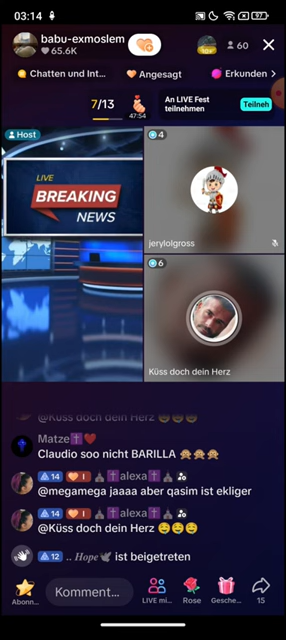 03:14
97
babu-exmoslem
65.6K
60
Chatten und Int...
Angesagt
Erkunden
7/13
47:54
An LIVE Fest
teilnehmen
Teilneh
Host
4
LIVE
BREAKING
NEWS
jerylolgross
6
Küss doch dein Herz
@Küss doch dein Herz
Matze
Claudio soo nicht BARILLA
14 I alexa
@megamega jaaaa aber qasim ist ekliger
14 I alexa
@Küss doch dein Herz
12 .. Hope ist beigetreten
Abonn...
Komment...
LIVE mi...
Rose
Gesche...
15